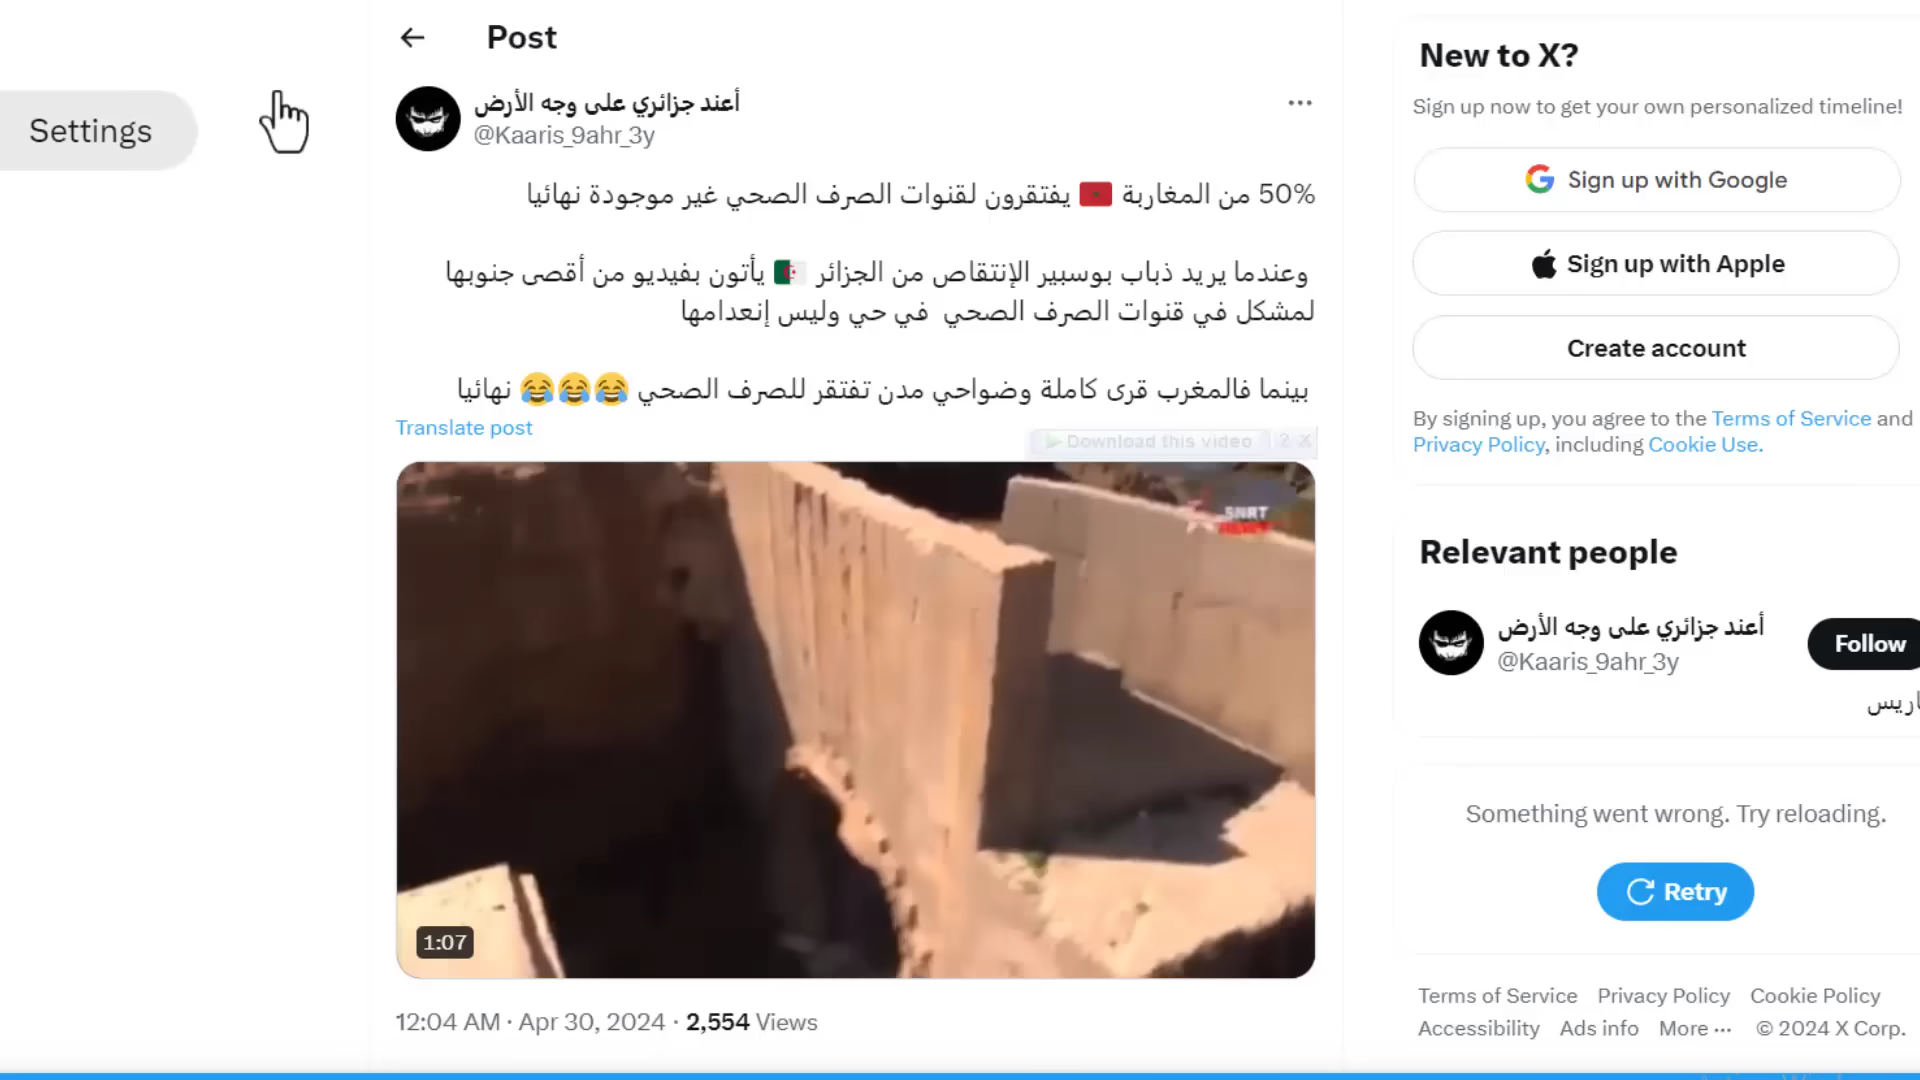 Settings
Post
أعند جزائري على وجه الأرض
@Kaaris_9ahr_3y
50% من المغاربة 🇲🇦 يفتقرون لقنوات الصرف الصحي غير موجودة نهائيا
وعندما يريد ذباب بوسبير الإنتقاص من الجزائر 🇩🇿 يأتون بفيديو من أقصى جنوبها
لمشكل في قنوات الصرف الصحي في حي وليس إنعدامها
بينما فالمغرب قرى كاملة وضواحي مدن تفتقر للصرف الصحي 😂😂😂 نهائيا
Translate post
Download this video ? X
SNRT
1:07
12:04 AM · Apr 30, 2024 · 2,554 Views
New to X?
Sign up now to get your own personalized timeline!
Sign up with Google
Sign up with Apple
Create account
By signing up, you agree to the Terms of Service and
Privacy Policy, including Cookie Use.
Relevant people
أعند جزائري على وجه الأرض
@Kaaris_9ahr_3y
Follow
Something went wrong. Try reloading.
Retry
Terms of Service Privacy Policy Cookie Policy
Accessibility Ads info More ··· © 2024 X Corp.